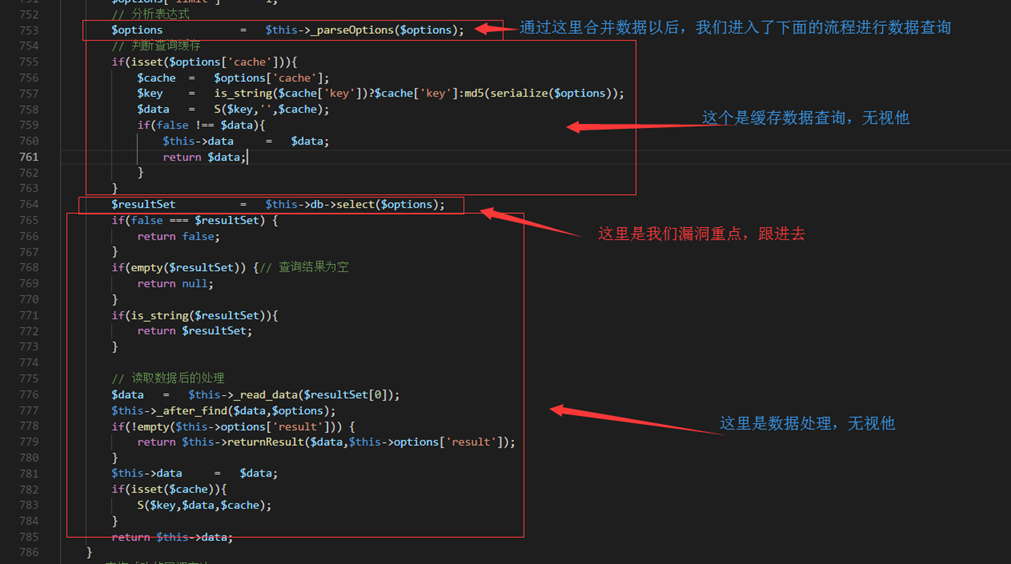 752 // 分析表达式
753 $options = $this->_parseOptions($options);
通过这里合并数据以后，我们进入了下面的流程进行数据查询
754 // 判断查询缓存
755 if(isset($options['cache'])){
756 $cache = $options['cache'];
757 $key = is_string($cache['key'])?$cache['key']:md5(serialize($options));
758 $data = S($key,'',$cache);
这个是缓存数据查询，无视他
759 if(false !== $data){
760 $this->data = $data;
761 return $data;
762 }
763 }
764 $resultSet = $this->db->select($options);
765 if(false === $resultSet) {
这里是我们漏洞重点，跟进去
766 return false;
767 }
768 if(empty($resultSet)) {// 查询结果为空
769 return null;
770 }
771 if(is_string($resultSet)){
772 return $resultSet;
773 }
774
775 // 读取数据后的处理
776 $data = $this->_read_data($resultSet[0]);
777 $this->_after_find($data,$options);
778 if(!empty($this->options['result'])) {
这里是数据处理，无视他
779 return $this->returnResult($data,$this->options['result']);
780 }
781 $this->data = $data;
782 if(isset($cache)){
783 S($key,$data,$cache);
784 }
785 return $this->data;
786 }